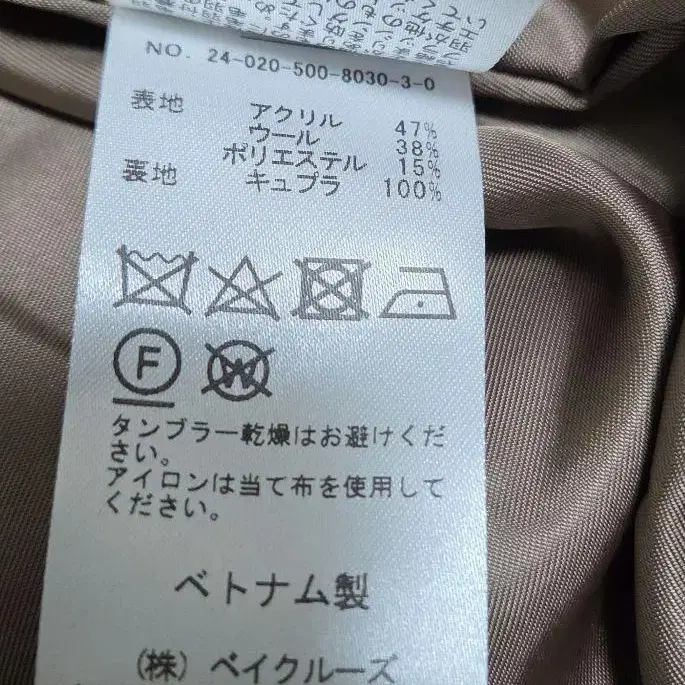 NO. 24-020-500-8030-3-0
表地 アクリル 47%
ウール 38%
ポリエステル 15%
裏地 キュプラ 100%
F
W
タンブラー乾燥はお避けくだ
さい。
アイロンは当て布を使用して
ください。
ベトナム製
(株) ベイクルーズ